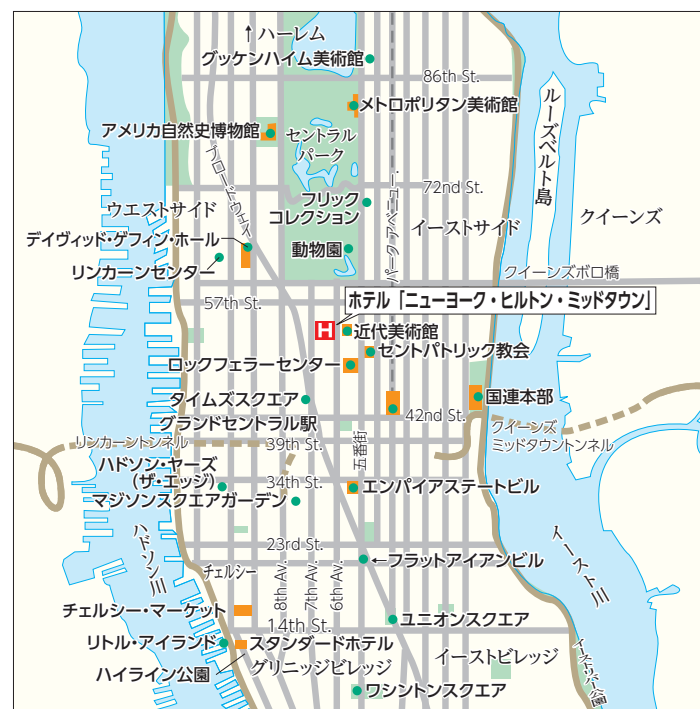 ↑ハーレム
グッゲンハイム美術館
86th St.
メトロポリタン美術館
アメリカ自然史博物館
セントラル
パーク
ルーズベルト島
ブロードウェイ
パークアベニュー
72nd St.
フリック
コレクション
ウエストサイド
イーストサイド
クイーンズ
デイヴィッド・ゲフィン・ホール
動物園
リンカーンセンター
クイーンズボロ橋
57th St.
ホテル「ニューヨーク・ヒルトン・ミッドタウン」
H
近代美術館
セントパトリック教会
ロックフェラーセンター
タイムズスクエア
国連本部
42nd St.
グランドセントラル駅
クイーンズ
ミッドタウントンネル
リンカーントンネル
39th St.
五番街
ハドソン・ヤーズ
(ザ・エッジ)
34th St.
エンパイアステートビル
マジソンスクエアガーデン
ハドソン川
23rd St.
←フラットアイアンビル
イースト川
チェルシー
8th Av.
7th Av.
6th Av.
チェルシー・マーケット
14th St.
ユニオンスクエア
リトル・アイランド
スタンダードホテル
イーストビレッジ
イーストリバー公園
ハイライン公園
グリニッジビレッジ
ワシントンスクエア